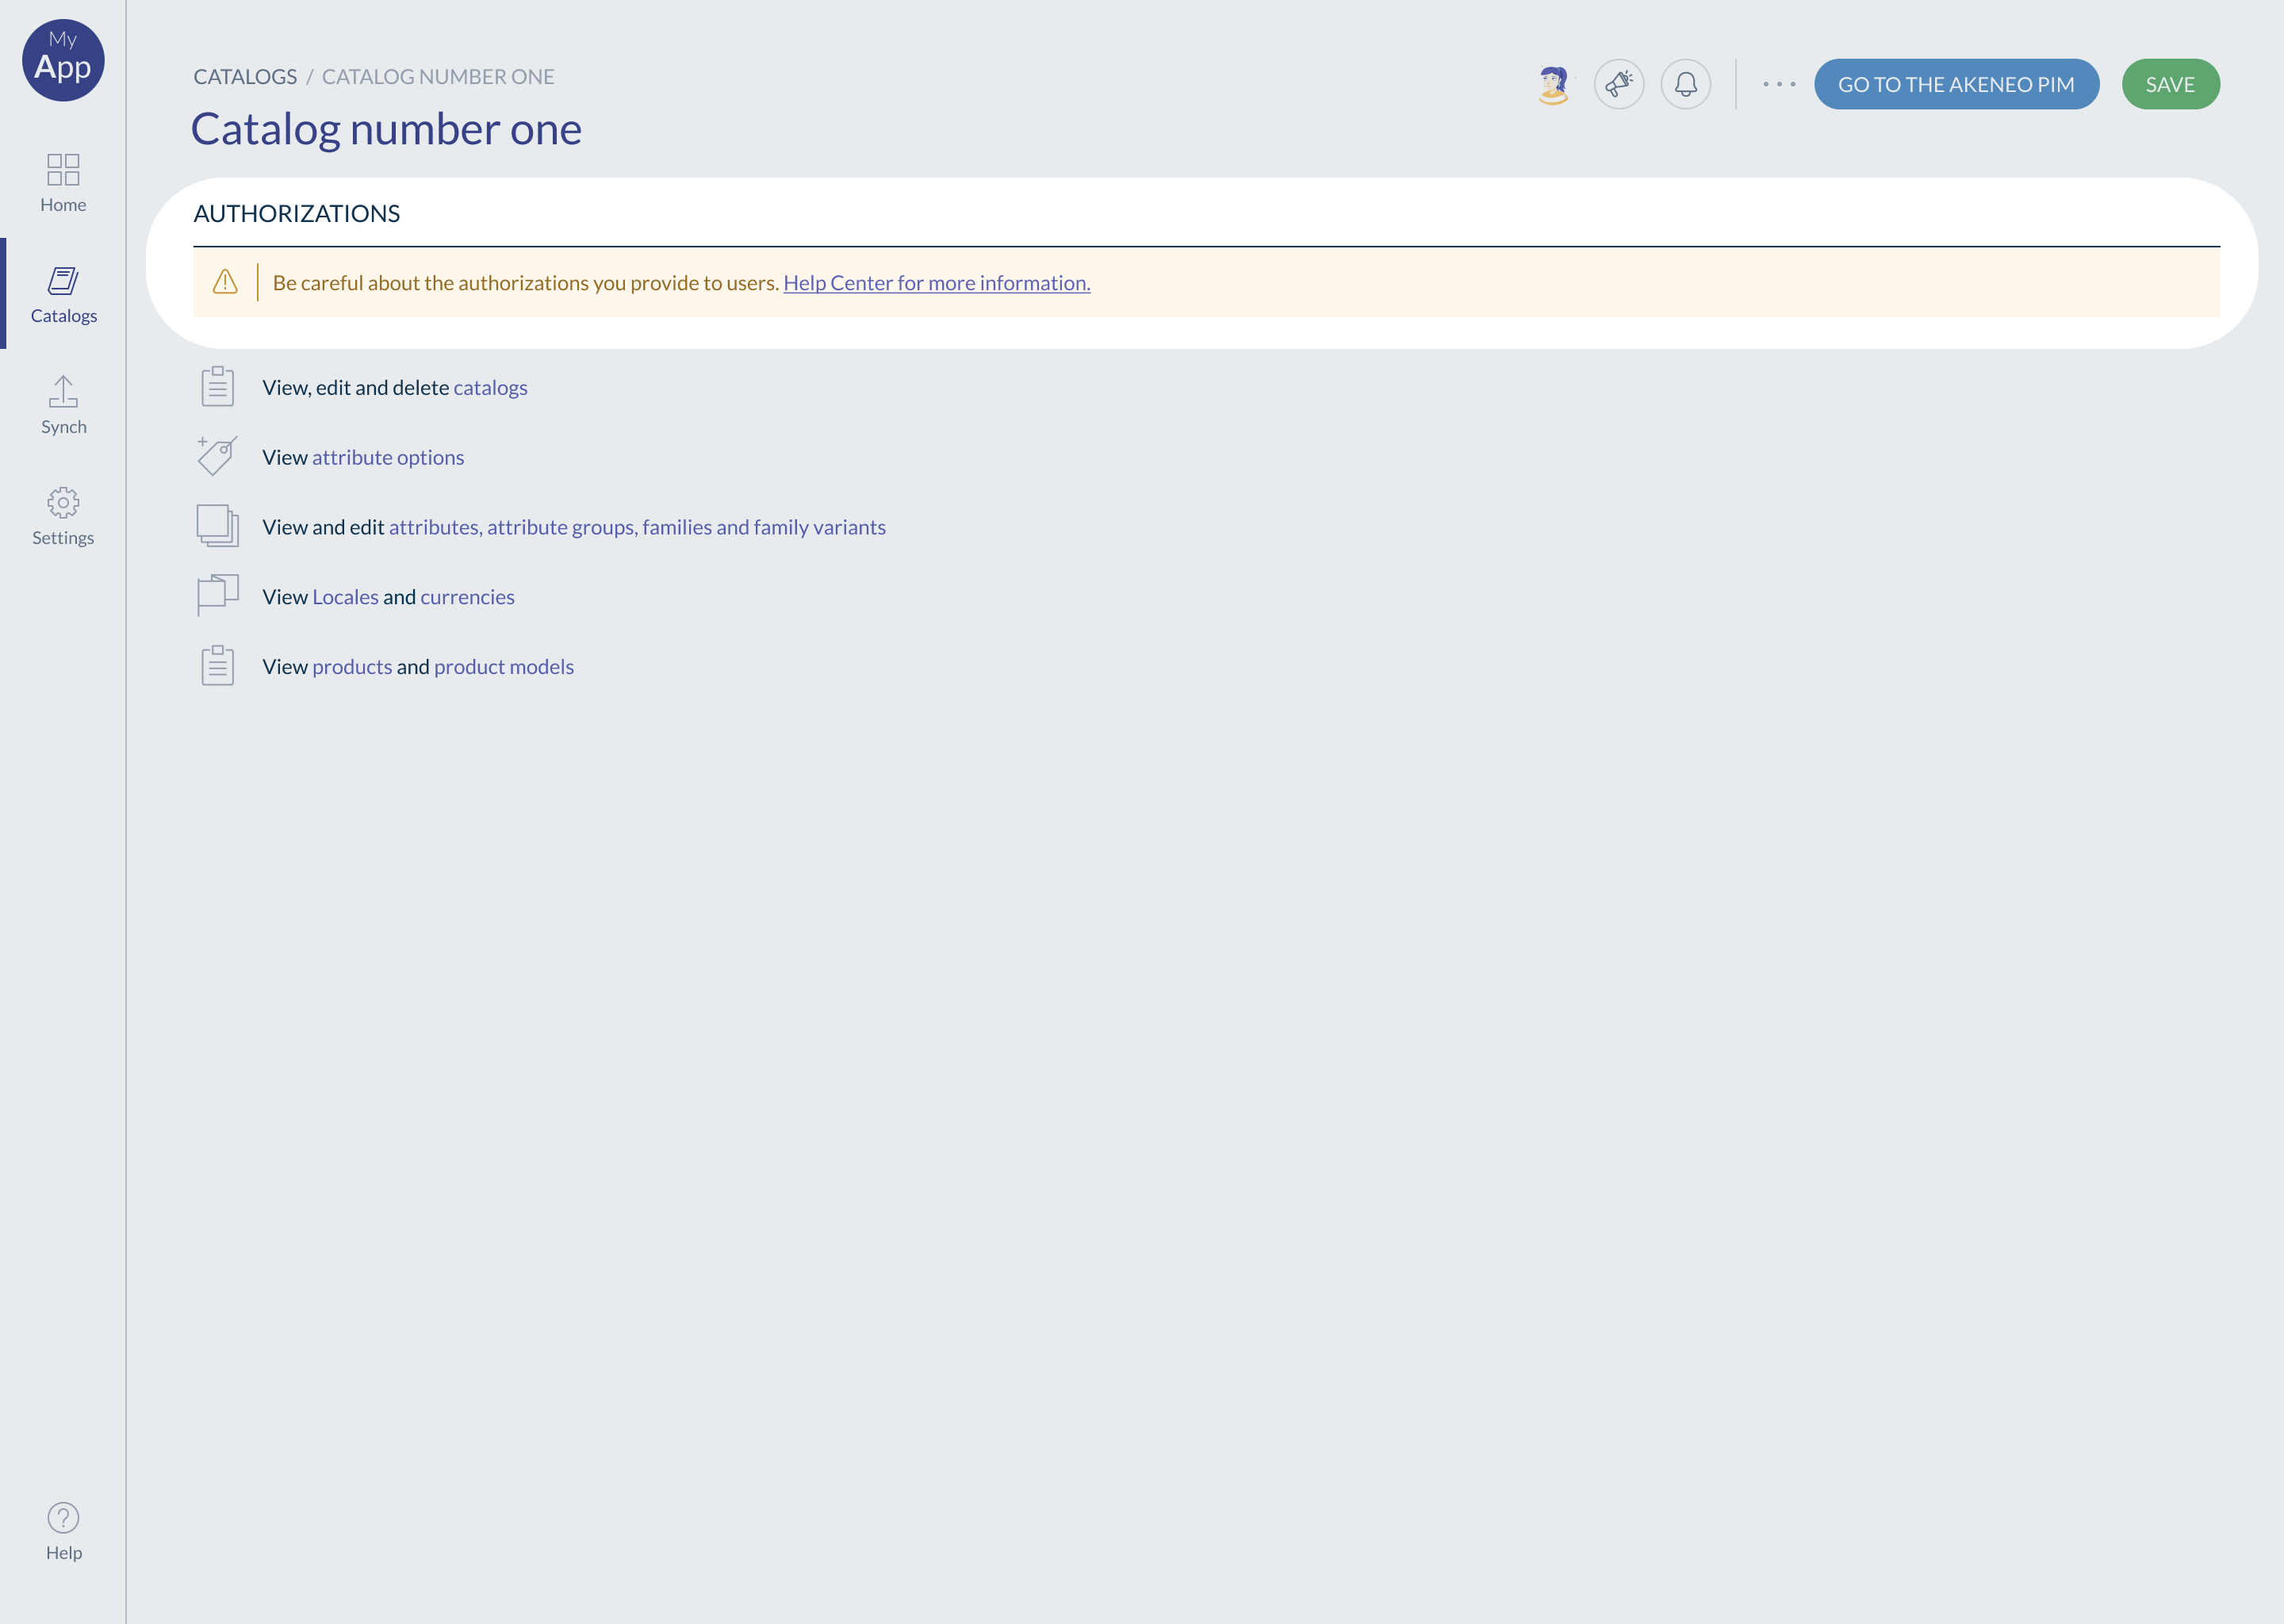 My
App
Home
Catalogs
Synch
Settings
Help
CATALOGS / CATALOG NUMBER ONE
Catalog number one
GO TO THE AKENEO PIM
SAVE
AUTHORIZATIONS
Be careful about the authorizations you provide to users. Help Center for more information.
View, edit and delete catalogs
View attribute options
View and edit attributes, attribute groups, families and family variants
View Locales and currencies
View products and product models